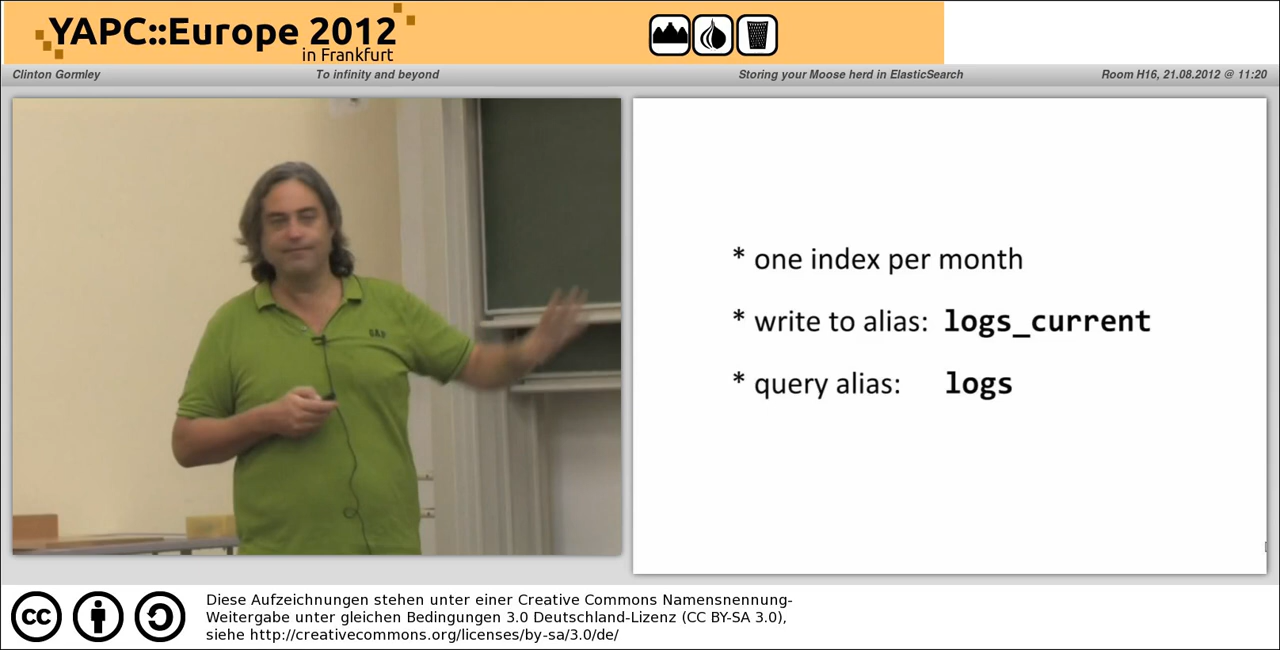 YAPC::Europe 2012
in Frankfurt
Clinton Gormley To infinity and beyond Storing your Moose herd in ElasticSearch Room H16, 21.08.2012 @ 11:20
* one index per month
* write to alias: logs_current
* query alias: logs
cc
Diese Aufzeichnungen stehen unter einer Creative Commons Namensnennung-
Weitergabe unter gleichen Bedingungen 3.0 Deutschland-Lizenz (CC BY-SA 3.0),
siehe http://creativecommons.org/licenses/by-sa/3.0/de/